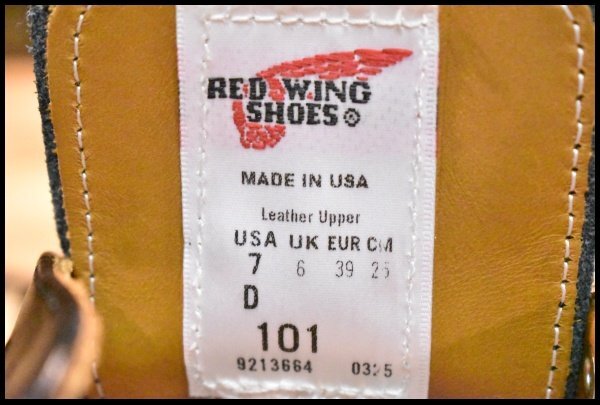 RED WING
SHOES ®
MADE IN USA
Leather Upper
USA UK EUR CM
7 6 39 25
D
101
9213664 0325